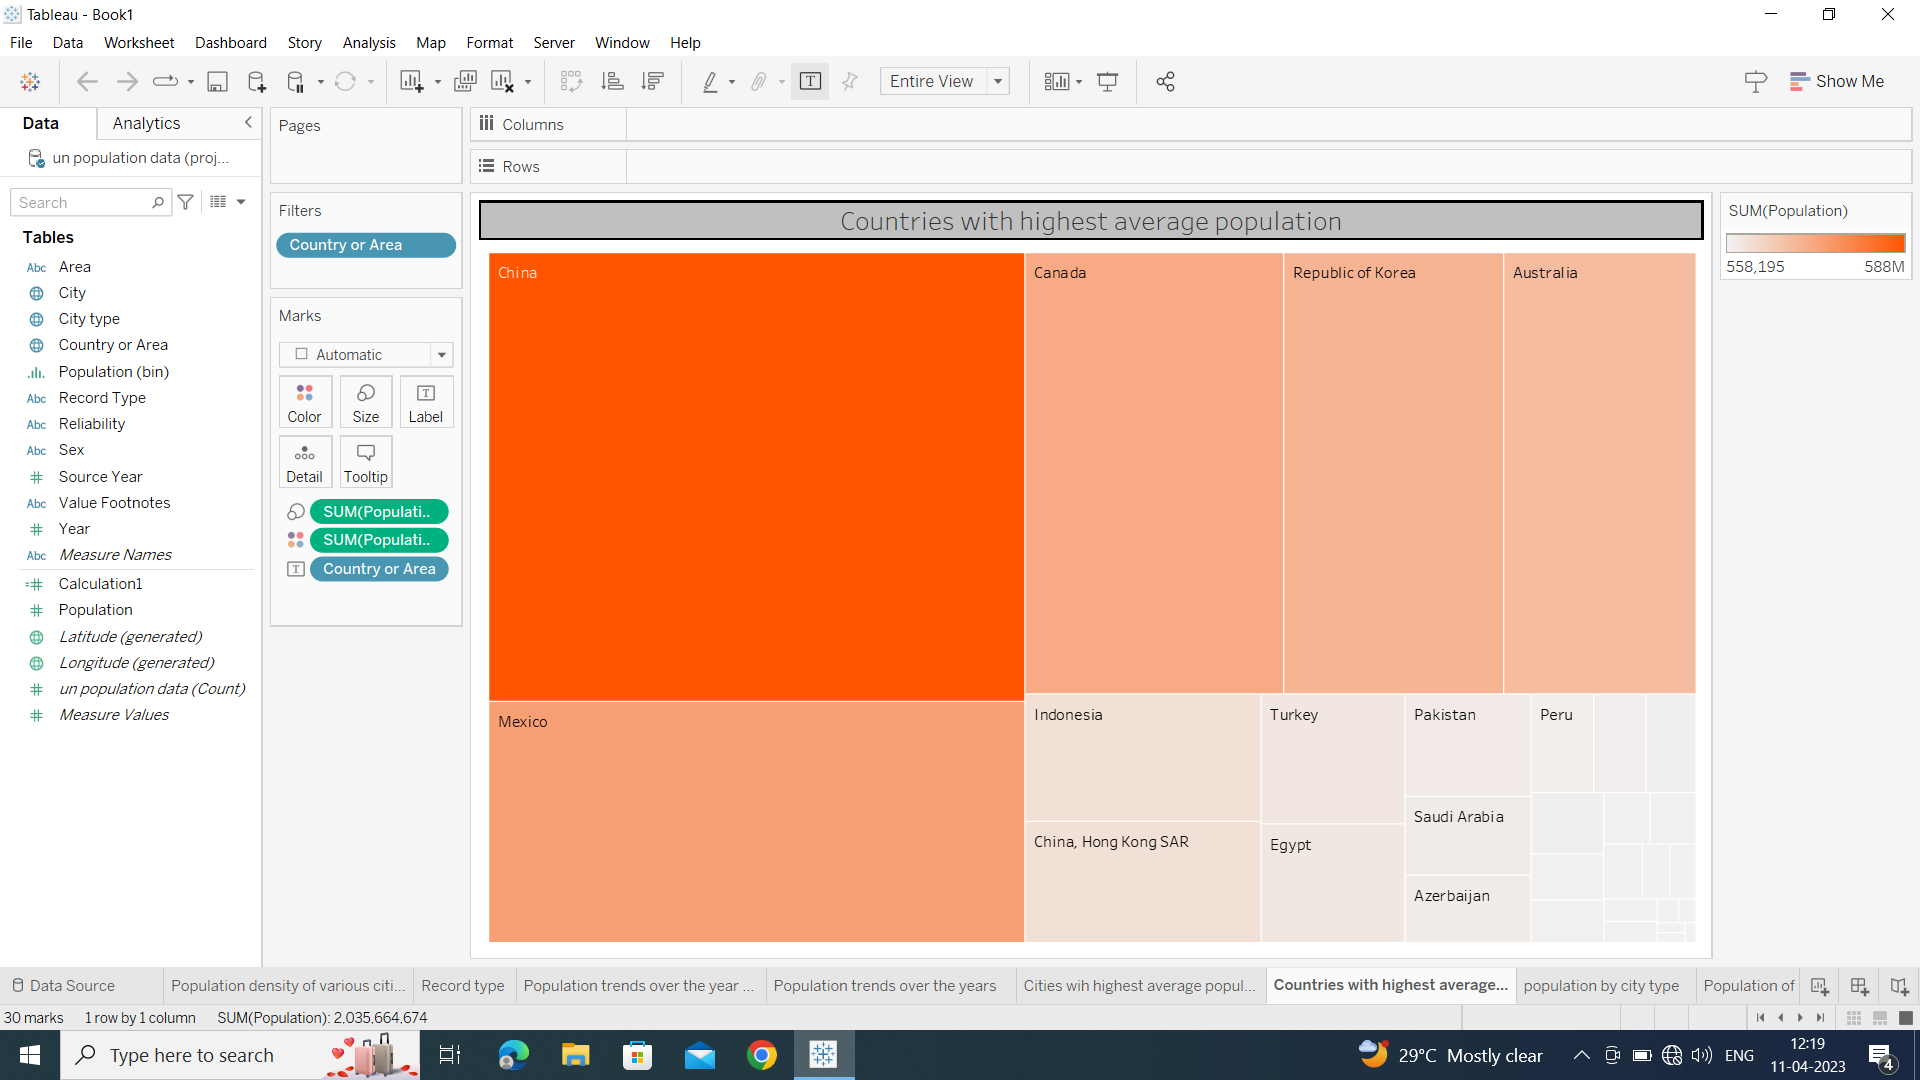 Tableau - Book1
File Data Worksheet Dashboard Story Analysis Map Format Server Window Help
Entire View
Show Me
Data Analytics
un population data (proj...
Search
Tables
Abc Area
City
City type
Country or Area
Population (bin)
Abc Record Type
Abc Reliability
Abc Sex
Source Year
Abc Value Footnotes
Year
Abc Measure Names
Calculation1
Population
Latitude (generated)
Longitude (generated)
un population data (Count)
Measure Values
Pages
Filters
Country or Area
Marks
Automatic
Color Size Label
Detail Tooltip
SUM(Populati..
SUM(Populati..
Country or Area
Columns
Rows
Countries with highest average population
China
Canada
Republic of Korea
Australia
Mexico
Indonesia
Turkey
Pakistan
Peru
Saudi Arabia
China, Hong Kong SAR
Egypt
Azerbaijan
SUM(Population)
558,195 588M
Data Source Population density of various citi... Record type Population trends over the year ... Population trends over the years Cities wih highest average popul... Countries with highest average... population by city type Population of
30 marks 1 row by 1 column SUM(Population): 2,035,664,674
Type here to search
29°C Mostly clear
ENG
12:19
11-04-2023
4